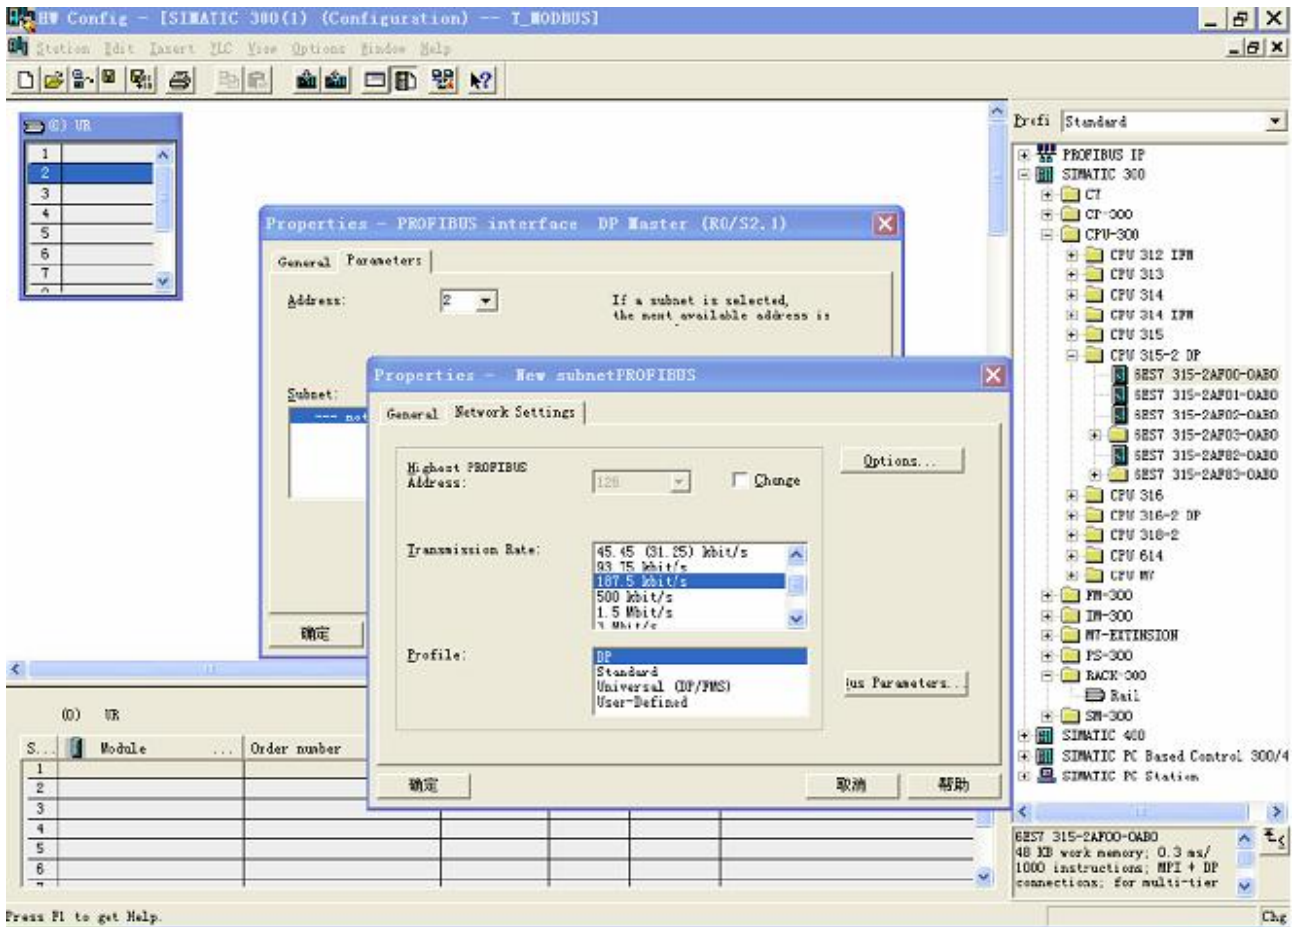 HW Config - [SIMATIC 300(1) (Configuration) -- T_MODBUS]
Station Edit Insert PLC View Options Window Help
(0) UR
1
2
3
4
5
6
7
Properties - PROFIBUS interface DP Master (R0/S2.1)
General Parameters
Address: 2
If a subnet is selected,
the next available address is
Subnet:
--- not
确定
Properties - New subnetPROFIBUS
General Network Settings
Highest PROFIBUS
Address: 126 Change
Options...
Transmission Rate:
45.45 (31.25) kbit/s
93.75 kbit/s
187.5 kbit/s
500 kbit/s
1.5 Mbit/s
3 Mbit/s
Profile:
DP
Standard
Universal (DP/FMS)
User-Defined
us Parameters...
确定 取消 帮助
(0) UR
S... Module ... Order number
1
2
3
4
5
6
Profi Standard
PROFIBUS IP
SIMATIC 300
C7
CP-300
CPU-300
CPU 312 IFM
CPU 313
CPU 314
CPU 314 IFM
CPU 315
CPU 315-2 DP
6ES7 315-2AF00-0AB0
6ES7 315-2AF01-0AB0
6ES7 315-2AF02-0AB0
6ES7 315-2AF03-0AB0
6ES7 315-2AF82-0AB0
6ES7 315-2AF83-0AB0
CPU 316
CPU 316-2 DP
CPU 318-2
CPU 614
CPU M7
FM-300
IM-300
M7-EXTENSION
PS-300
RACK-300
Rail
SM-300
SIMATIC 400
SIMATIC PC Based Control 300/4
SIMATIC PC Station
6ES7 315-2AF00-0AB0
48 KB work memory; 0.3 ms/
1000 instructions; MPI + DP
connections; for multi-tier
Press F1 to get Help.
Chg